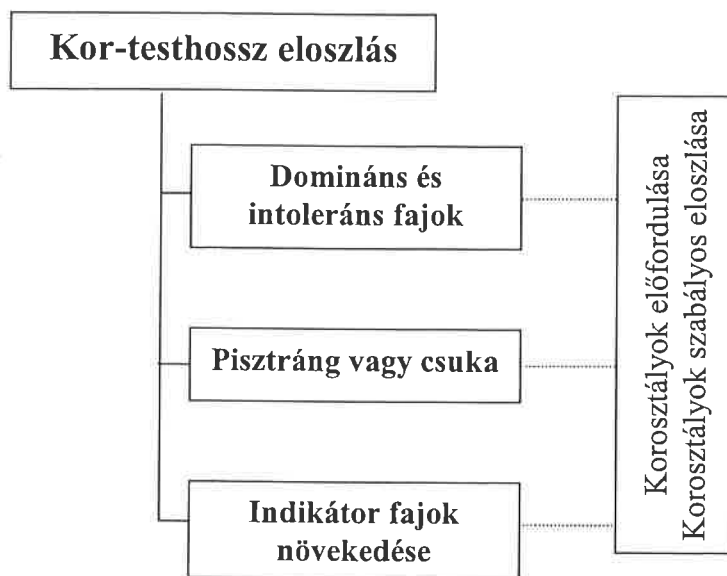 Kor-testhossz eloszlás
Domináns és
intoleráns fajok
Pisztráng vagy csuka
Indikátor fajok
növekedése
Korosztályok előfordulása
Korosztályok szabályos eloszlása